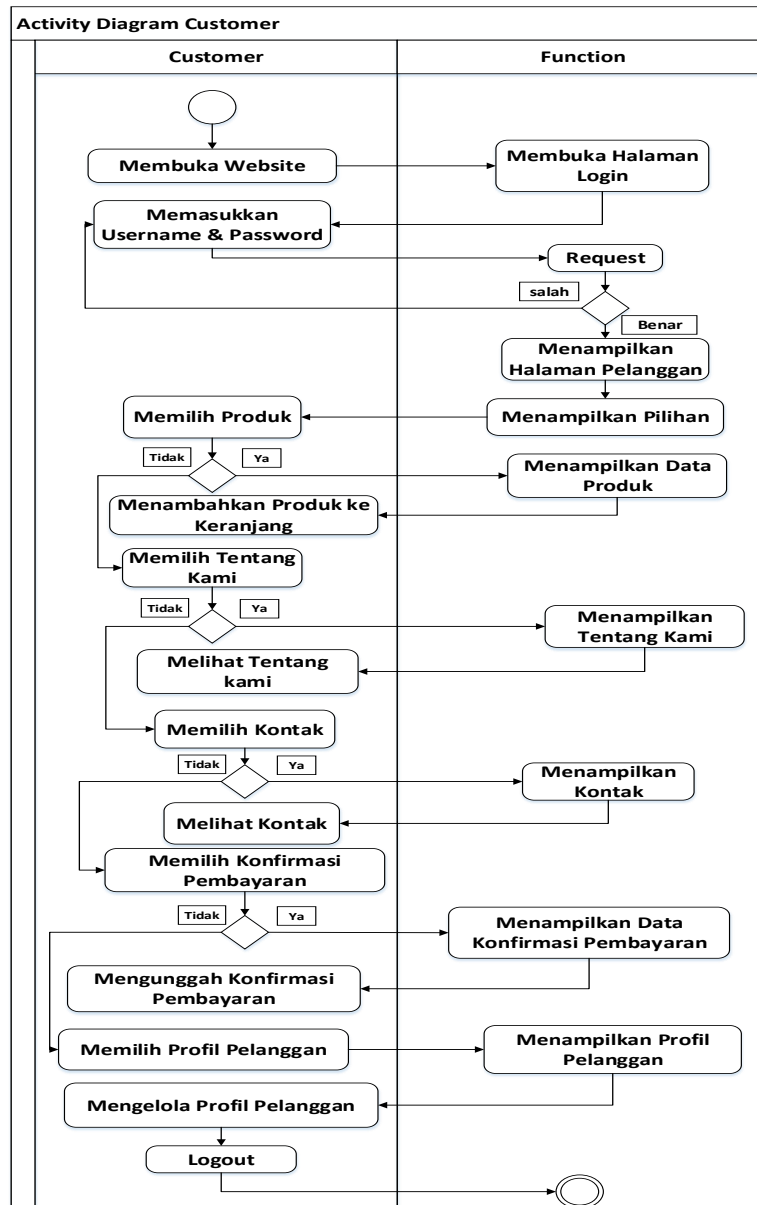 Activity Diagram Customer
Customer
Function
Membuka Website
Membuka Halaman
Login
Memasukkan
Username & Password
Request
salah
Benar
Menampilkan
Halaman Pelanggan
Memilih Produk
Menampilkan Pilihan
Tidak
Ya
Menampilkan Data
Produk
Menambahkan Produk ke
Keranjang
Memilih Tentang
Kami
Tidak
Ya
Menampilkan
Tentang Kami
Melihat Tentang
kami
Memilih Kontak
Tidak
Ya
Menampilkan
Kontak
Melihat Kontak
Memilih Konfirmasi
Pembayaran
Tidak
Ya
Menampilkan Data
Konfirmasi Pembayaran
Mengunggah Konfirmasi
Pembayaran
Memilih Profil Pelanggan
Menampilkan Profil
Pelanggan
Mengelola Profil Pelanggan
Logout